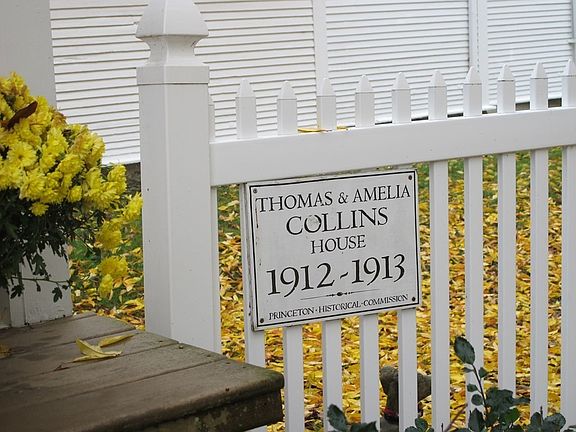 THOMAS & AMELIA
COLLINS
HOUSE
1912-1913
PRINCETON·HISTORICAL·COMMISSION